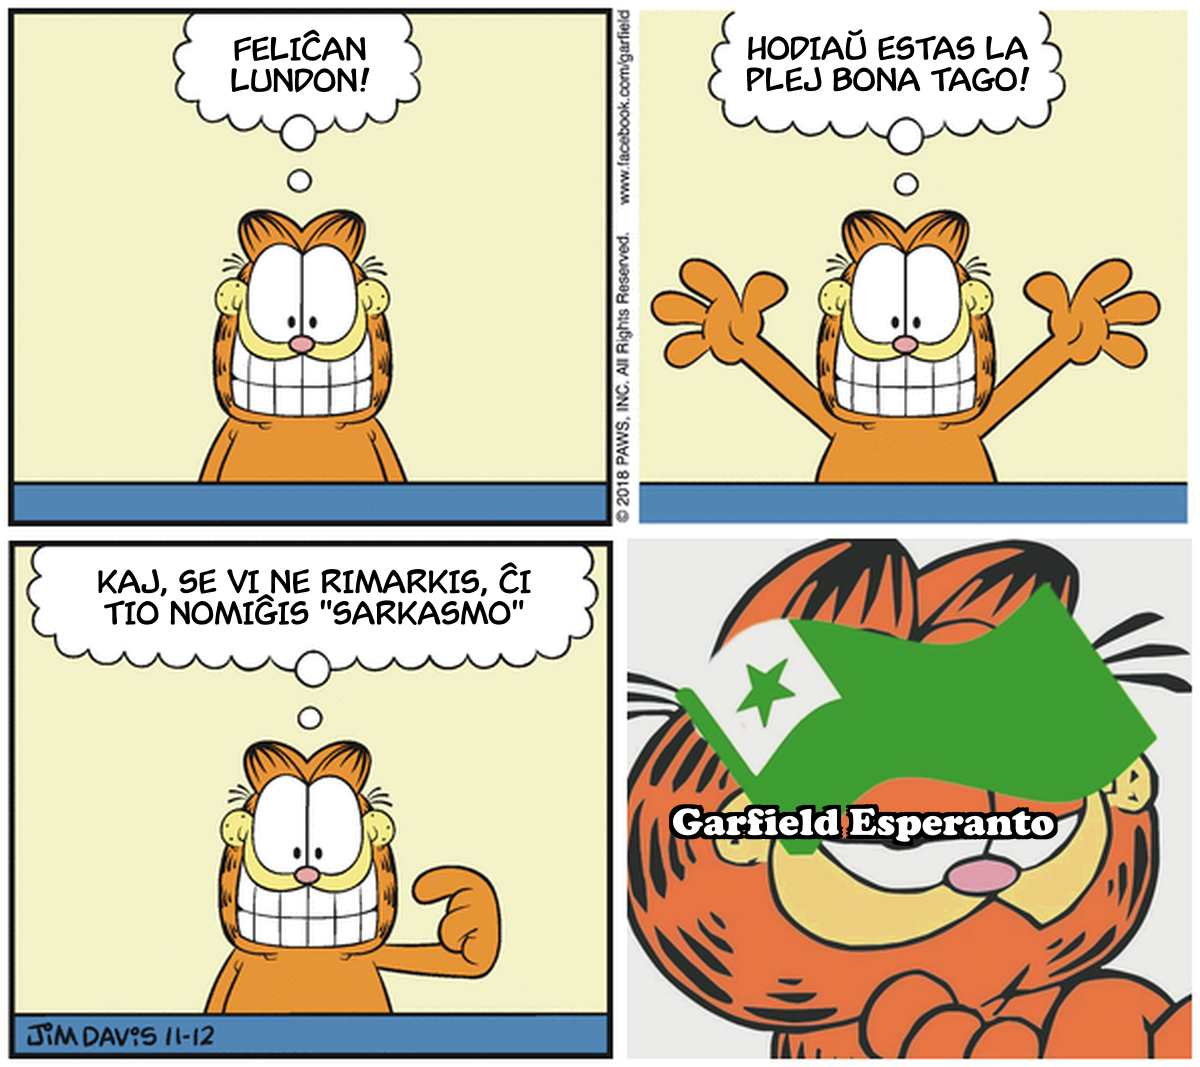 FELIĈAN
LUNDON!
www.facebook.com/garfield
© 2018 PAWS, INC. All Rights Reserved.
HODIAŬ ESTAS LA
PLEJ BONA TAGO!
KAJ, SE VI NE RIMARKIS, ĈI
TIO NOMIĜIS "SARKASMO"
JIM DAVIS 11-12
Garfield Esperanto